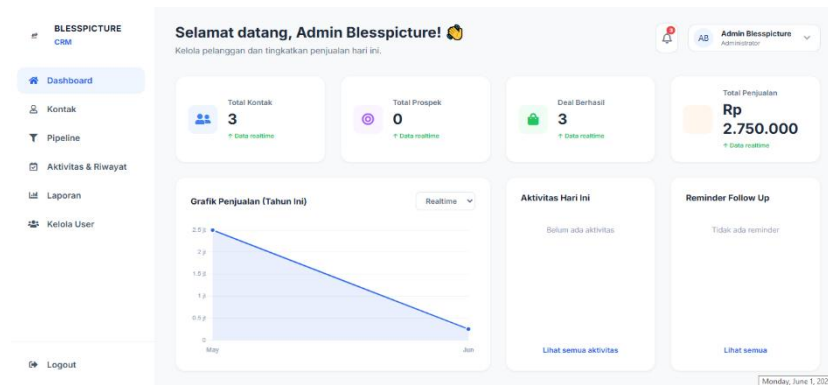 BLESSPICTURE
CRM
Dashboard
Kontak
Pipeline
Aktivitas & Riwayat
Laporan
Kelola User
Logout
Selamat datang, Admin Blesspicture! 👋
Kelola pelanggan dan tingkatkan penjualan hari ini.
AB
Admin Blesspicture
Administrator
Total Kontak
3
↑ Data realtime
Total Prospek
0
↑ Data realtime
Deal Berhasil
3
↑ Data realtime
Total Penjualan
Rp
2.750.000
↑ Data realtime
Grafik Penjualan (Tahun Ini)
Realtime
2.5 jt
2 jt
1.5 jt
1 jt
0.5 jt
0
May
Jun
Aktivitas Hari Ini
Belum ada aktivitas
Lihat semua aktivitas
Reminder Follow Up
Tidak ada reminder
Lihat semua
Monday, June 1, 202